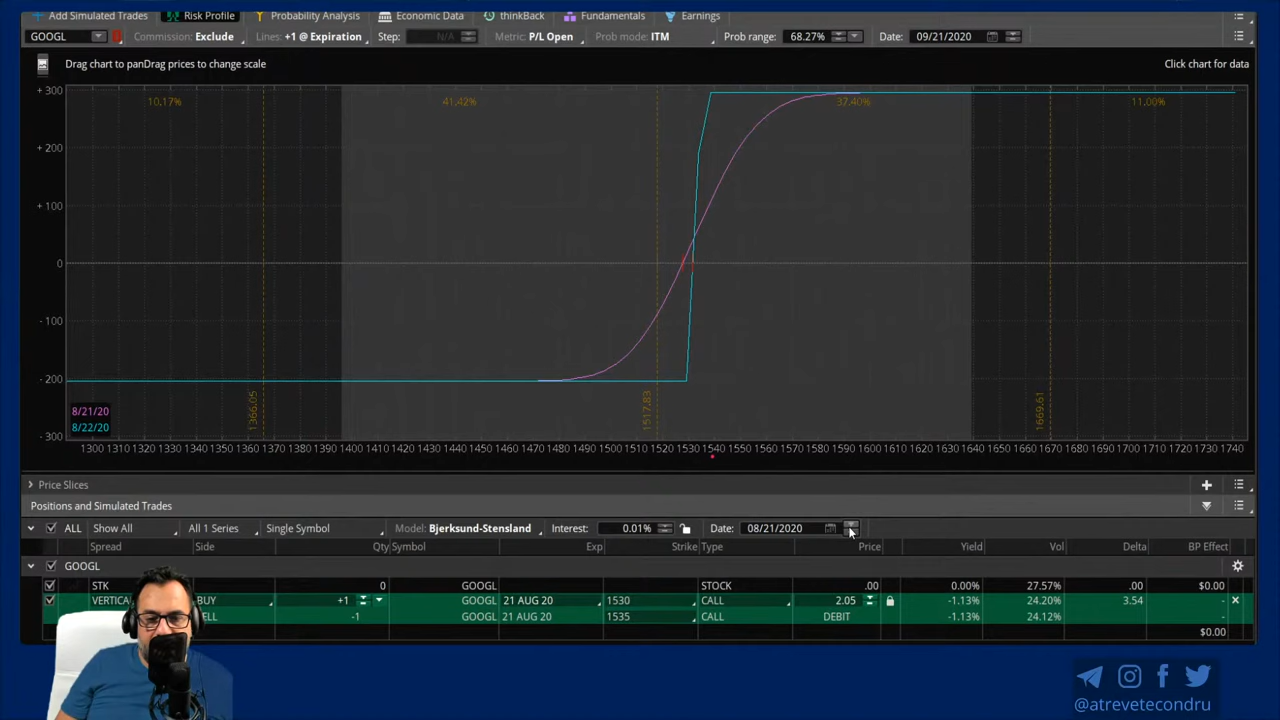 Add Simulated Trades Risk Profile Probability Analysis Economic Data thinkBack Fundamentals Earnings
GOOGL Commission: Exclude Lines: +1 @ Expiration Step: N/A Metric: P/L Open Prob mode: ITM Prob range: 68.27% Date: 09/21/2020
Drag chart to panDrag prices to change scale Click chart for data
+ 300 10.17% 41.42% 37.40% 11.00%
+ 200
+ 100
0
- 100
- 200
- 300
1366.05 1517.83 1669.61
8/21/20
8/22/20
1300 1310 1320 1330 1340 1350 1360 1370 1380 1390 1400 1410 1420 1430 1440 1450 1460 1470 1480 1490 1500 1510 1520 1530 1540 1550 1560 1570 1580 1590 1600 1610 1620 1630 1640 1650 1660 1670 1680 1690 1700 1710 1720 1730 1740
Price Slices
Positions and Simulated Trades
ALL Show All All 1 Series Single Symbol Model: Bjerksund-Stensland Interest: 0.01% Date: 08/21/2020
Spread Side Qty Symbol Exp Strike Type Price Yield Vol Delta BP Effect
GOOGL
STK 0 GOOGL STOCK .00 0.00% 27.57% .00 $0.00
BUY +1 GOOGL 21 AUG 20 1530 CALL 2.05 -1.13% 24.20% 3.54 -
-1 GOOGL 21 AUG 20 1535 CALL DEBIT -1.13% 24.12% -
$0.00
@atrevetecondru